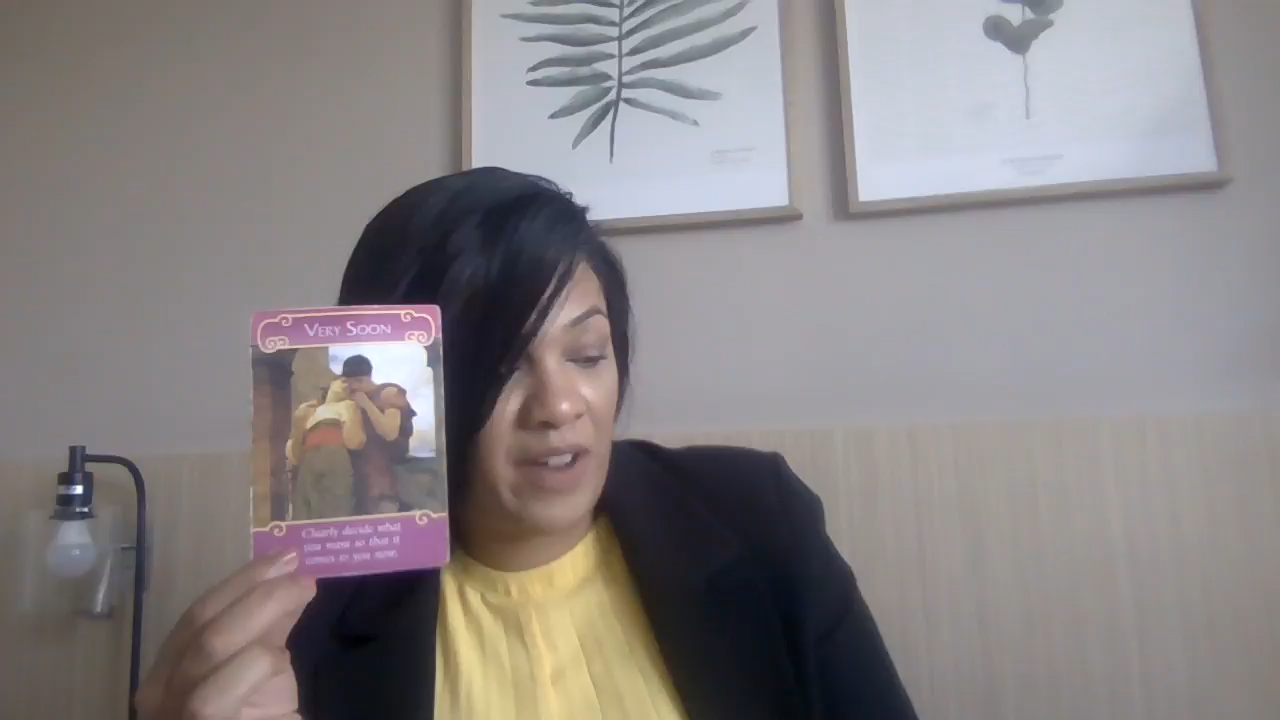 VERY SOON
Clearly decide what
you want so that it
comes to you now.